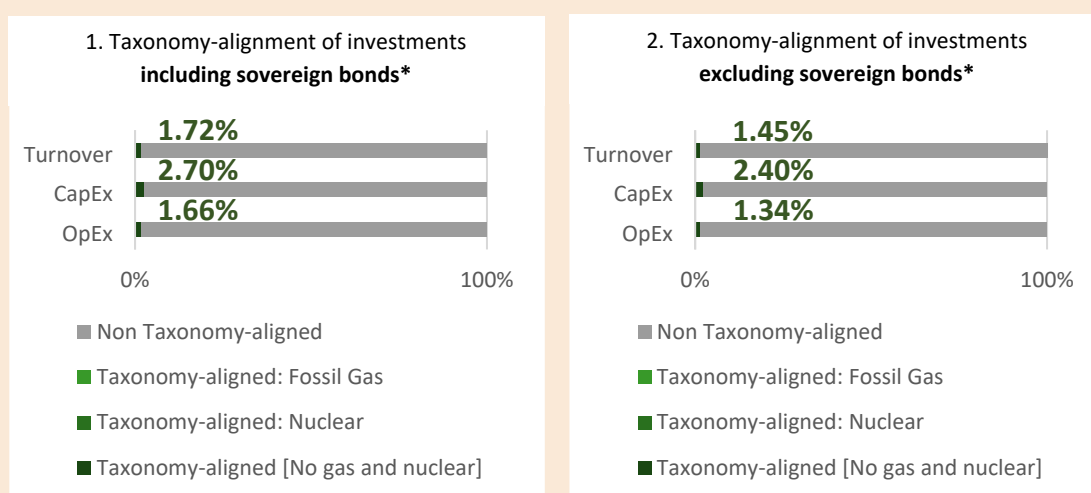 1. Taxonomy-alignment of investments
including sovereign bonds*
1.72%
Turnover
2.70%
CapEx
1.66%
OpEx
0%
100%
Non Taxonomy-aligned
Taxonomy-aligned: Fossil Gas
Taxonomy-aligned: Nuclear
Taxonomy-aligned [No gas and nuclear]
2. Taxonomy-alignment of investments
excluding sovereign bonds*
1.45%
Turnover
2.40%
CapEx
1.34%
OpEx
0%
100%
Non Taxonomy-aligned
Taxonomy-aligned: Fossil Gas
Taxonomy-aligned: Nuclear
Taxonomy-aligned [No gas and nuclear]